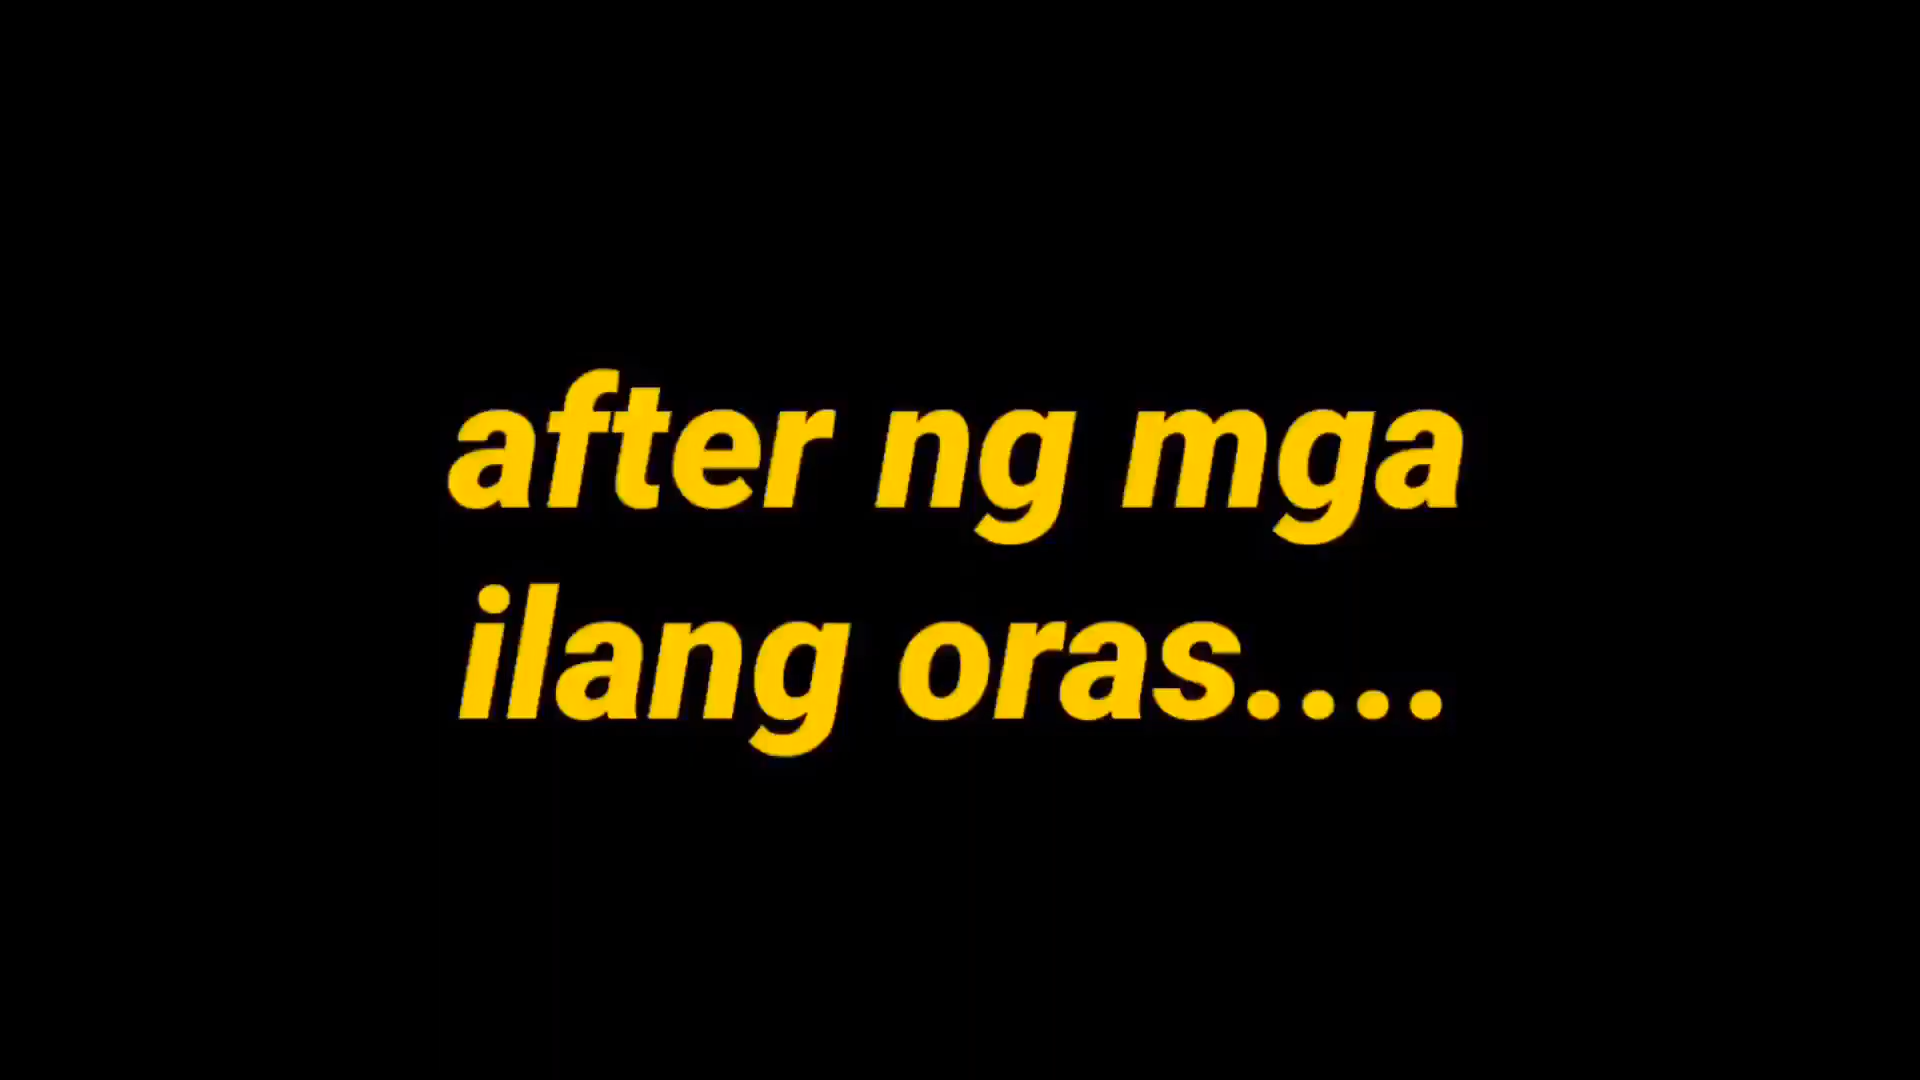 after ng mga
ilang oras....